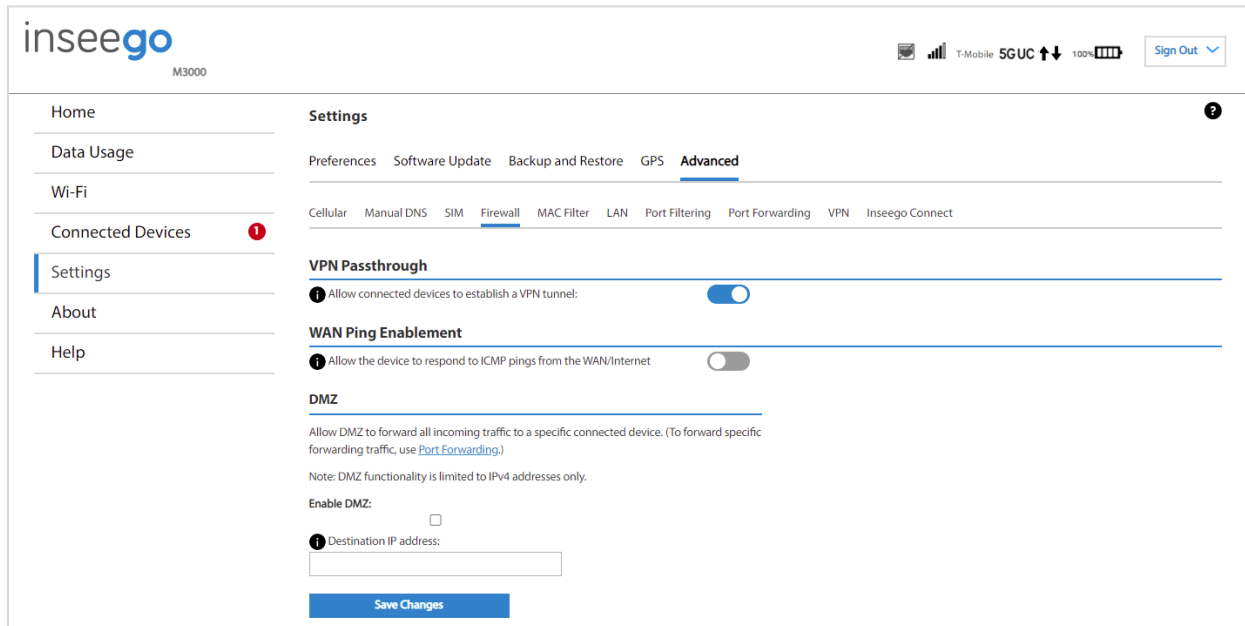 inseego
M3000
T-Mobile 5G UC 100%
Sign Out
Home
Data Usage
Wi-Fi
Connected Devices 1
Settings
About
Help
Settings
?
Preferences Software Update Backup and Restore GPS Advanced
Cellular Manual DNS SIM Firewall MAC Filter LAN Port Filtering Port Forwarding VPN Inseego Connect
VPN Passthrough
i Allow connected devices to establish a VPN tunnel:
WAN Ping Enablement
i Allow the device to respond to ICMP pings from the WAN/Internet
DMZ
Allow DMZ to forward all incoming traffic to a specific connected device. (To forward specific
forwarding traffic, use Port Forwarding.)
Note: DMZ functionality is limited to IPv4 addresses only.
Enable DMZ:
i Destination IP address:
Save Changes